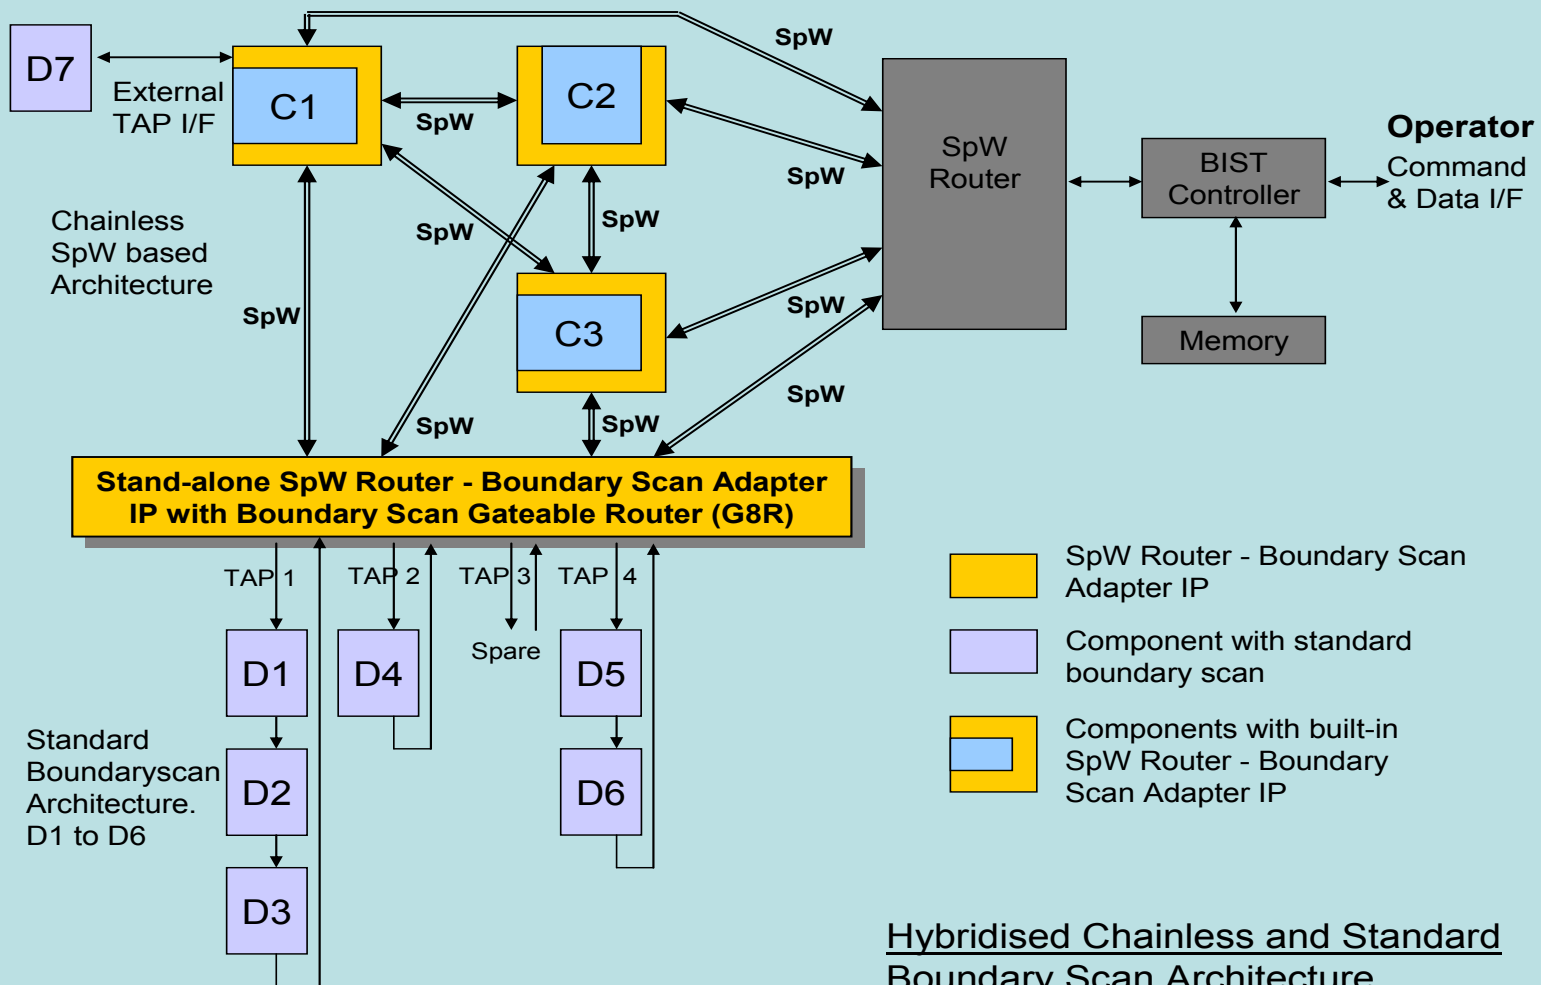 SpW
D7
External
TAP I/F
C1
SpW
C2
SpW
SpW
Router
BIST
Controller
Operator
Command
& Data I/F
Chainless
SpW based
Architecture
SpW
SpW
SpW
SpW
C3
SpW
Memory
SpW
SpW
SpW
Stand-alone SpW Router - Boundary Scan Adapter
IP with Boundary Scan Gateable Router (G8R)
TAP 1
TAP 2
TAP 3
TAP 4
Spare
D1
D4
D5
D2
D6
D3
Standard
Boundaryscan
Architecture.
D1 to D6
SpW Router - Boundary Scan
Adapter IP
Component with standard
boundary scan
Components with built-in
SpW Router - Boundary
Scan Adapter IP
Hybridised Chainless and Standard
Boundary Scan Architecture